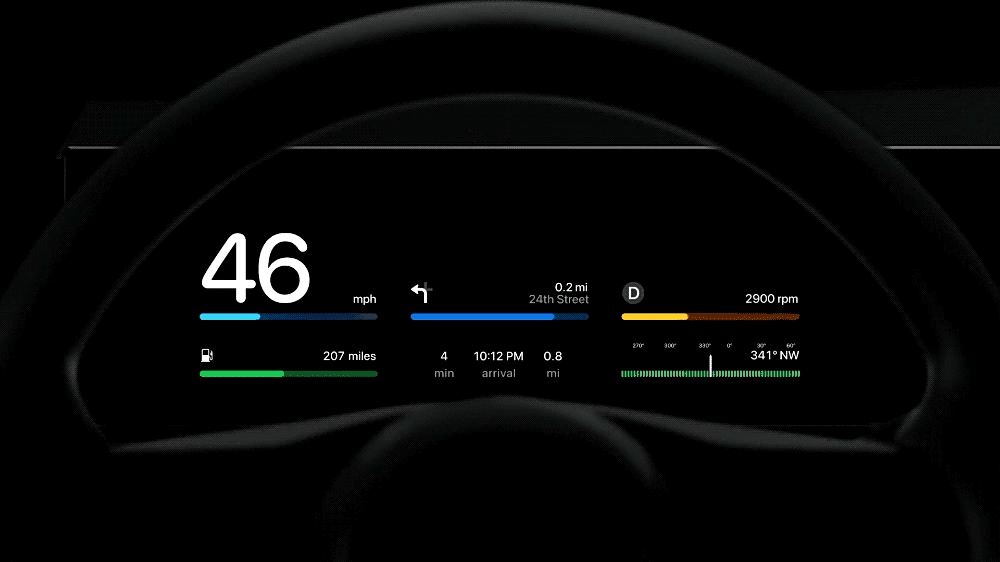 46
mph
0.2 mi
24th Street
D
2900 rpm
207 miles
4 10:12 PM 0.8
min arrival mi
270° 300° 330° 0° 30° 60°
341° NW